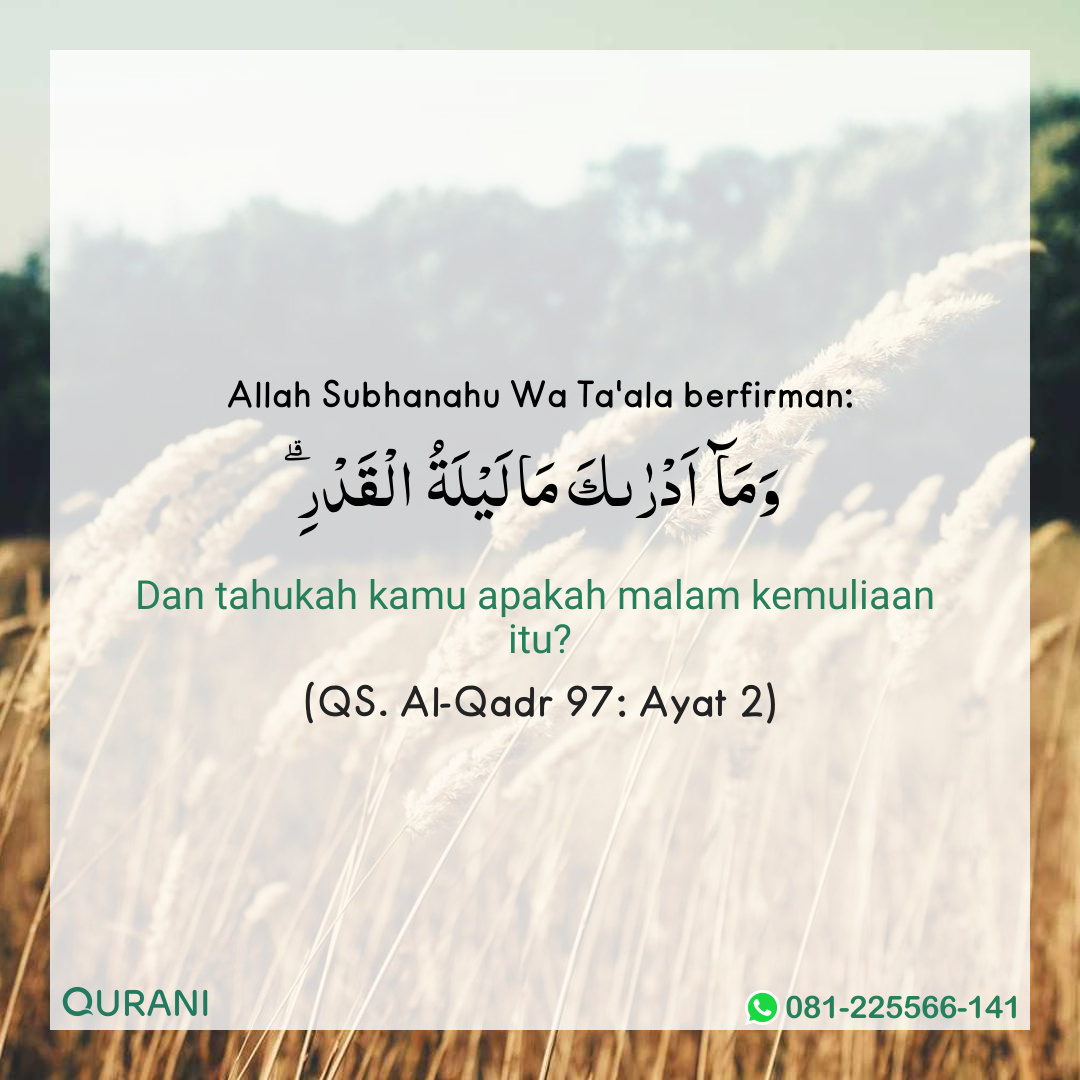 Allah Subhanahu Wa Ta'ala berfirman:
وَمَآ اَدْرٰىكَ مَا لَيْلَةُ الْقَدْرِۗ
Dan tahukah kamu apakah malam kemuliaan
itu?
(QS. Al-Qadr 97: Ayat 2)
QURANI
081-225566-141